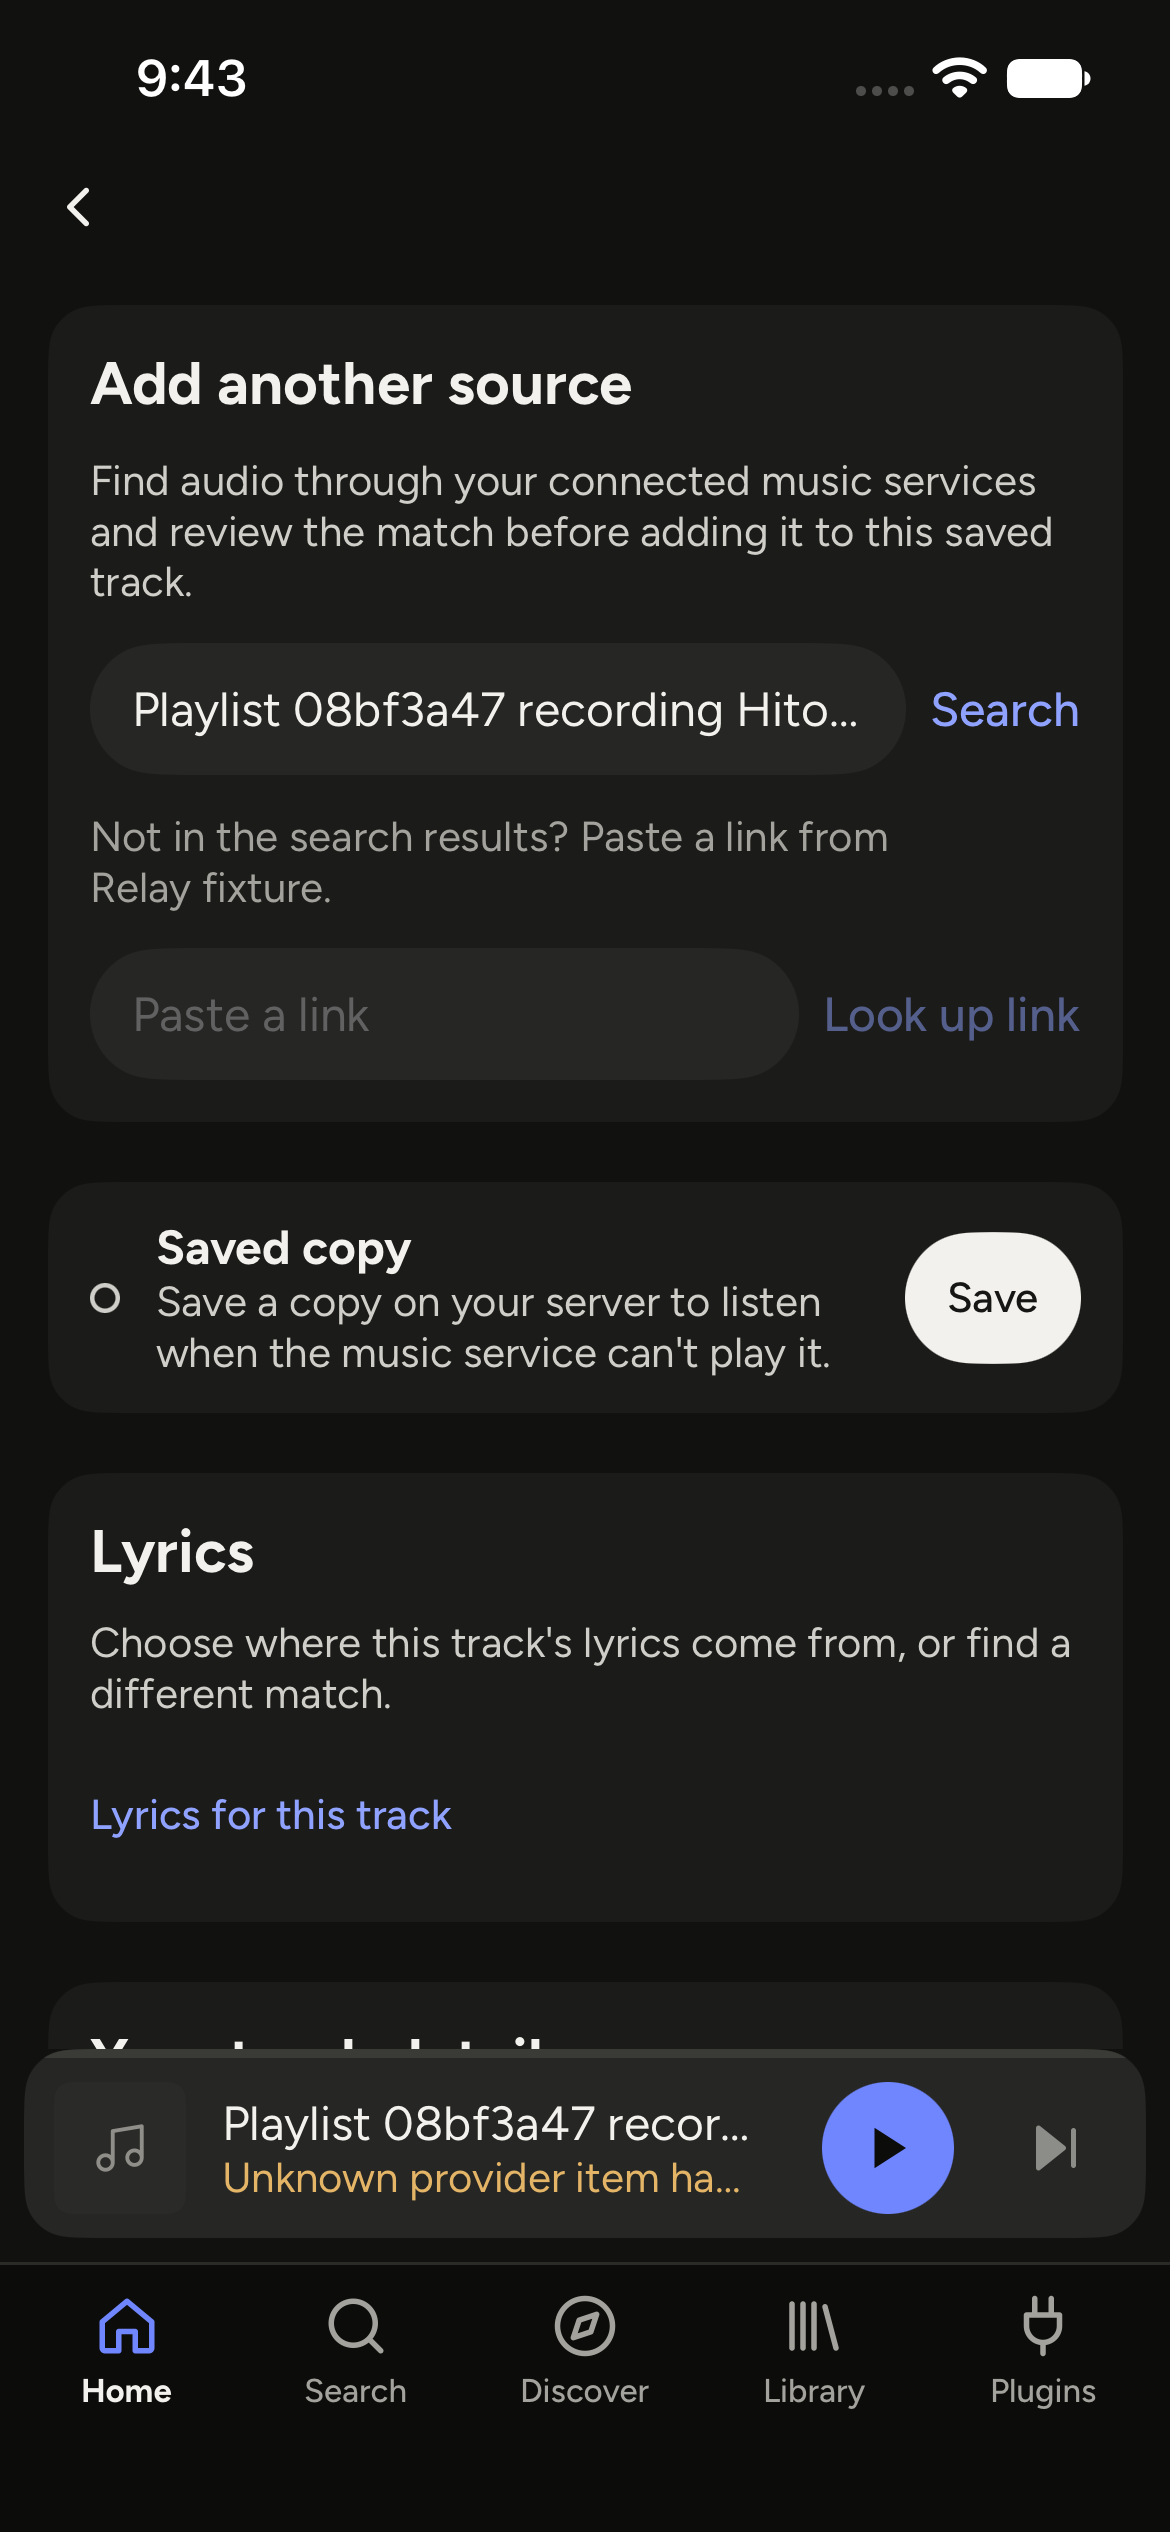 9:43
Add another source
Find audio through your connected music services
and review the match before adding it to this saved
track.
Playlist 08bf3a47 recording Hito...
Search
Not in the search results? Paste a link from
Relay fixture.
Paste a link
Look up link
Saved copy
Save a copy on your server to listen
when the music service can't play it.
Save
Lyrics
Choose where this track's lyrics come from, or find a
different match.
Lyrics for this track
Playlist 08bf3a47 recor...
Unknown provider item ha...
Home
Search
Discover
Library
Plugins